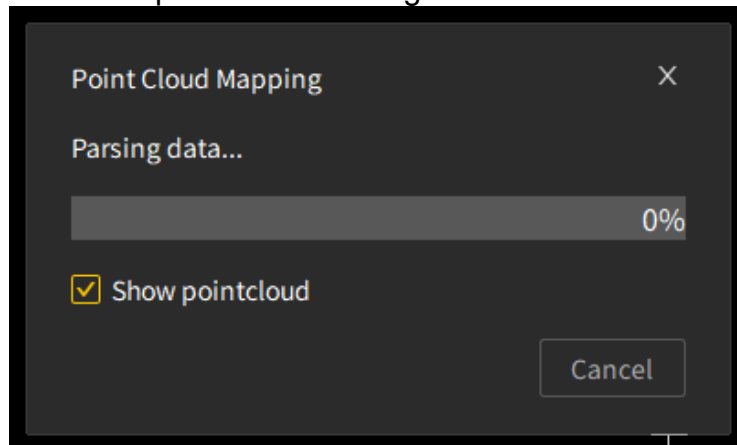 Point Cloud Mapping
Parsing data...
0%
Show pointcloud
Cancel